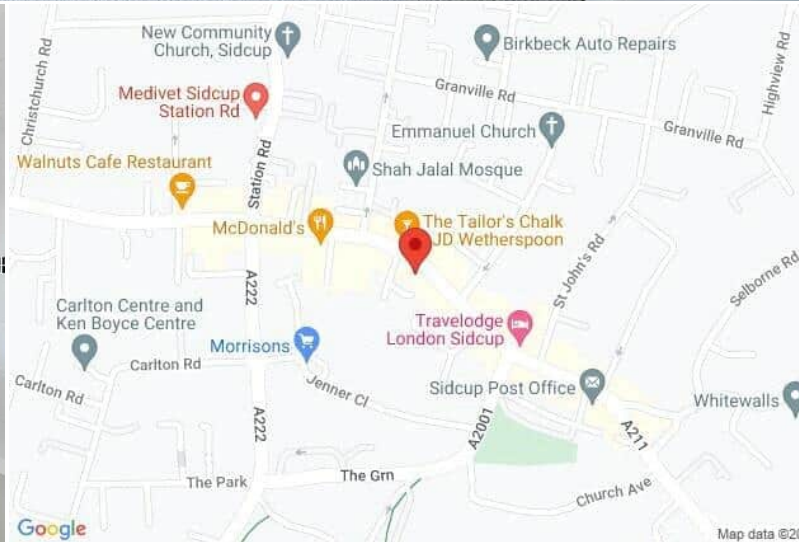 New Community
Church, Sidcup
Birkbeck Auto Repairs
Christchurch Rd
Highview Rd
Medivet Sidcup
Station Rd
Granville Rd
Emmanuel Church
Granville Rd
Station Rd
Walnuts Cafe Restaurant
Shah Jalal Mosque
McDonald's
The Tailor's Chalk
JD Wetherspoon
St John's Rd
Selborne Rd
A222
Carlton Centre and
Ken Boyce Centre
Travelodge
London Sidcup
Morrisons
Carlton Rd
Carlton Rd
Jenner Cl
Sidcup Post Office
Whitewalls
A222
A2001
A211
The Park
The Grn
Church Ave
Google
Map data ©20